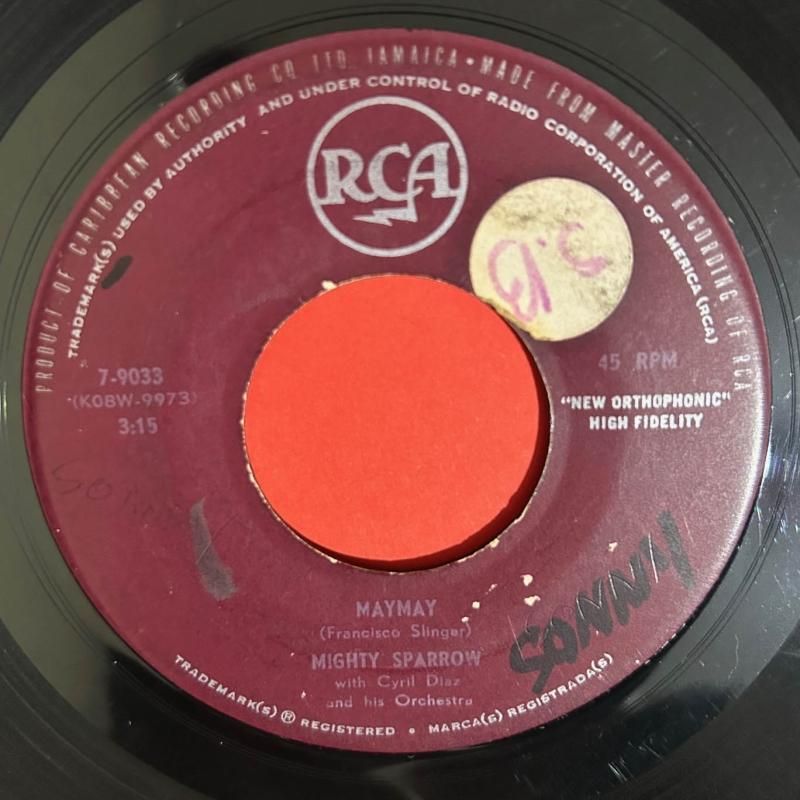 PRODUCT OF CARIBBEAN RECORDING CO LTD. JAMAICA • MADE FROM MASTER RECORDING OF RCA
TRADEMARK(S) USED BY AUTHORITY AND UNDER CONTROL OF RADIO CORPORATION OF AMERICA (RCA)
RCA
7-9033
(KOBW-9973)
3:15
45 RPM
"NEW ORTHOPHONIC"
HIGH FIDELITY
SONNY
MAYMAY
(Francisco Slinger)
MIGHTY SPARROW
with Cyril Diaz
and his Orchestra
TRADEMARK(S) ® REGISTERED • MARCA(S) REGISTRADA(S)